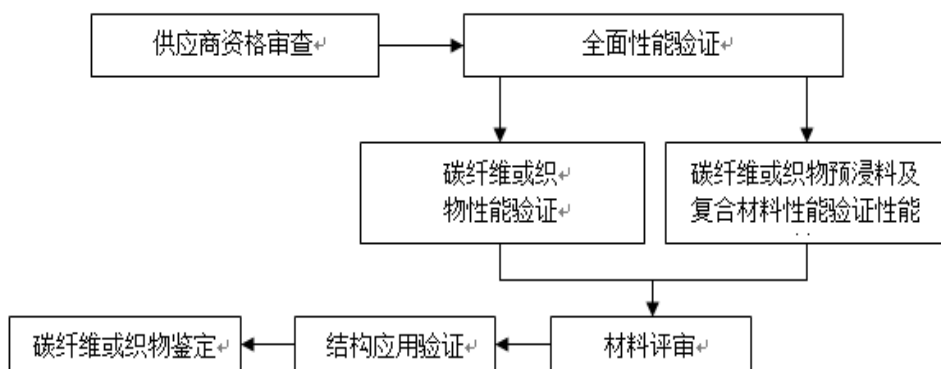 供应商资格审查
全面性能验证
碳纤维或织
物性能验证
碳纤维或织物预浸料及
复合材料性能验证性能
材料评审
结构应用验证
碳纤维或织物鉴定